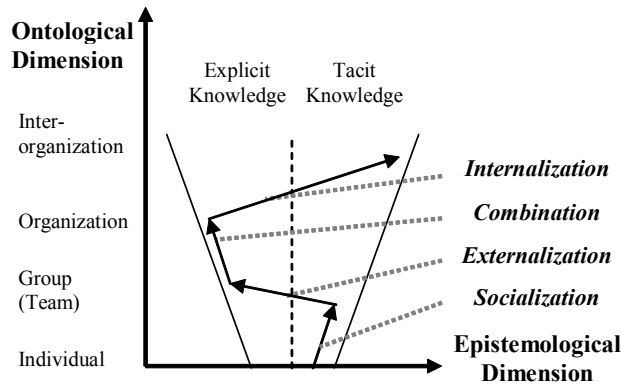 Ontological
Dimension
Explicit
Knowledge
Tacit
Knowledge
Inter-
organization
Organization
Group
(Team)
Individual
Internalization
Combination
Externalization
Socialization
Epistemological
Dimension